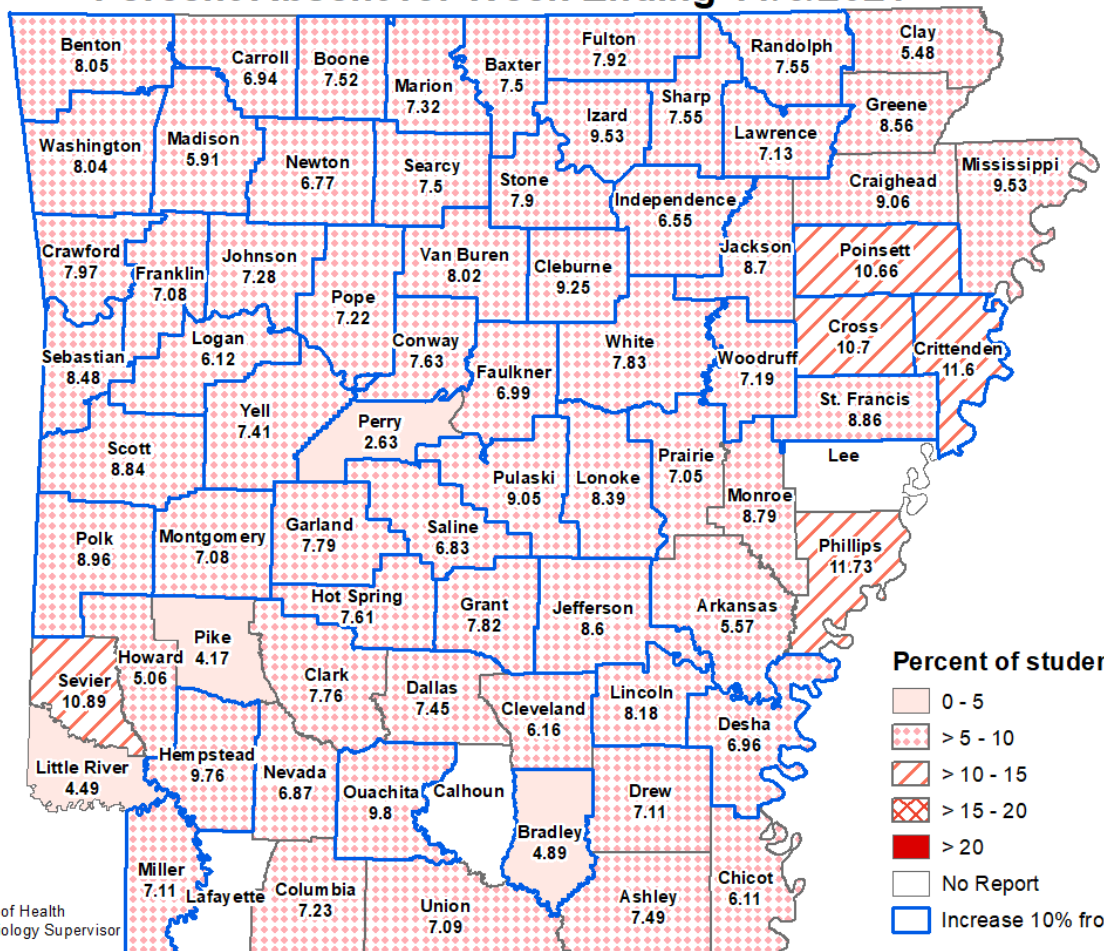 Benton
8.05
Carroll
6.94
Boone
7.52
Marion
7.32
Baxter
7.5
Fulton
7.92
Randolph
7.55
Clay
5.48
Izard
9.53
Sharp
7.55
Lawrence
7.13
Greene
8.56
Washington
8.04
Madison
5.91
Newton
6.77
Searcy
7.5
Stone
7.9
Independence
6.55
Craighead
9.06
Mississippi
9.53
Crawford
7.97
Franklin
7.08
Johnson
7.28
Pope
7.22
Van Buren
8.02
Cleburne
9.25
Jackson
8.7
Poinsett
10.66
Sebastian
8.48
Logan
6.12
Conway
7.63
Faulkner
6.99
White
7.83
Woodruff
7.19
Cross
10.7
Crittenden
11.6
St. Francis
8.86
Scott
8.84
Yell
7.41
Perry
2.63
Pulaski
9.05
Lonoke
8.39
Prairie
7.05
Monroe
8.79
Lee
Phillips
11.73
Polk
8.96
Montgomery
7.08
Garland
7.79
Saline
6.83
Hot Spring
7.61
Grant
7.82
Jefferson
8.6
Arkansas
5.57
Pike
4.17
Howard
5.06
Sevier
10.89
Clark
7.76
Dallas
7.45
Cleveland
6.16
Lincoln
8.18
Desha
6.96
Little River
4.49
Hempstead
9.76
Nevada
6.87
Ouachita
9.8
Calhoun
Bradley
4.89
Drew
7.11
Miller
7.11
Lafayette
Columbia
7.23
Union
7.09
Ashley
7.49
Chicot
6.11
Percent of studen
0 - 5
> 5 - 10
> 10 - 15
> 15 - 20
> 20
No Report
Increase 10% fro
of Health
ology Supervisor